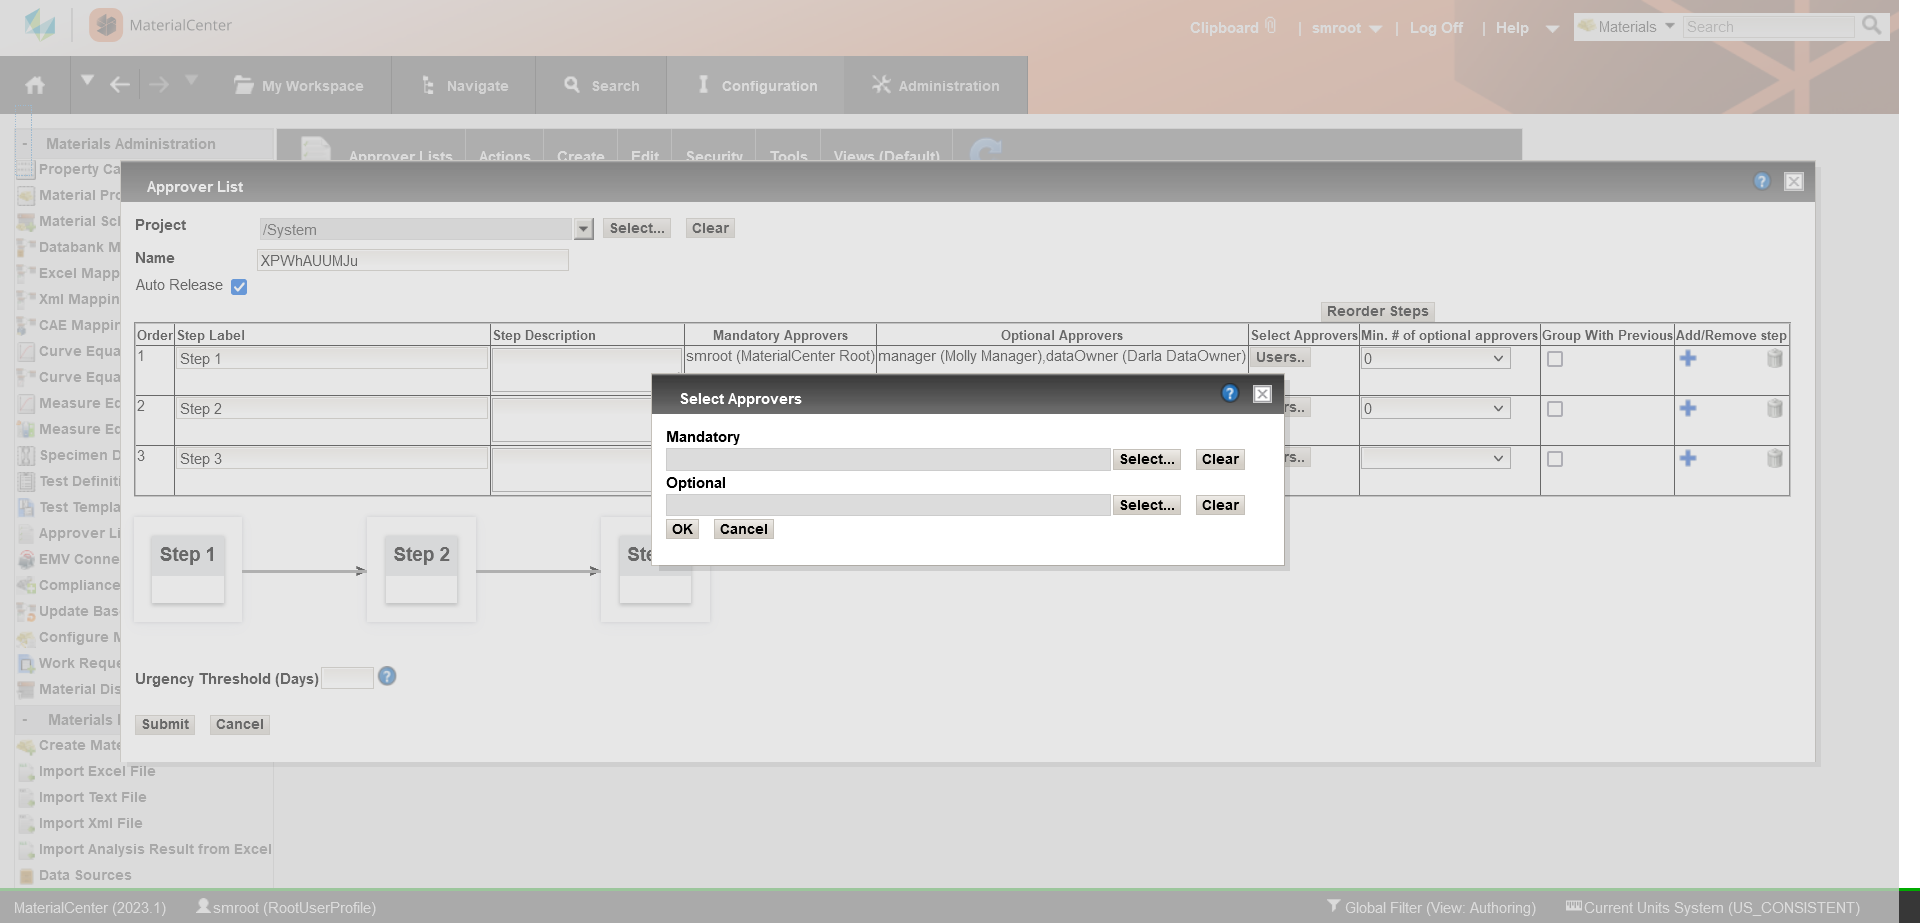 MaterialCenter
Clipboard | smroot | Log Off | Help Materials Search
My Workspace Navigate Search Configuration Administration
- Materials Administration
Approver Lists Actions Create Edit Security Tools Views (Default)
Property Ca
Material Pro
Material Sch
Databank M
Excel Mapp
Xml Mappin
CAE Mappin
Curve Equa
Curve Equa
Measure Eq
Measure Eq
Specimen D
Test Definiti
Test Templa
Approver Li
EMV Conne
Compliance
Update Bas
Configure M
Work Reque
Material Dis
- Materials I
Create Mate
Import Excel File
Import Text File
Import Xml File
Import Analysis Result from Excel
Data Sources
Approver List
Project /System Select... Clear
Name XPWhAUUMJu
Auto Release
Reorder Steps
Order Step Label Step Description Mandatory Approvers Optional Approvers Select Approvers Min. # of optional approvers Group With Previous Add/Remove step
1 Step 1 smroot (MaterialCenter Root) manager (Molly Manager),dataOwner (Darla DataOwner) Users.. 0
2 Step 2 rs.. 0
3 Step 3 rs..
Select Approvers
Mandatory
Select... Clear
Optional
Select... Clear
OK Cancel
Step 1 Step 2 Ste
Urgency Threshold (Days)
Submit Cancel
MaterialCenter (2023.1) smroot (RootUserProfile) Global Filter (View: Authoring) Current Units System (US_CONSISTENT)